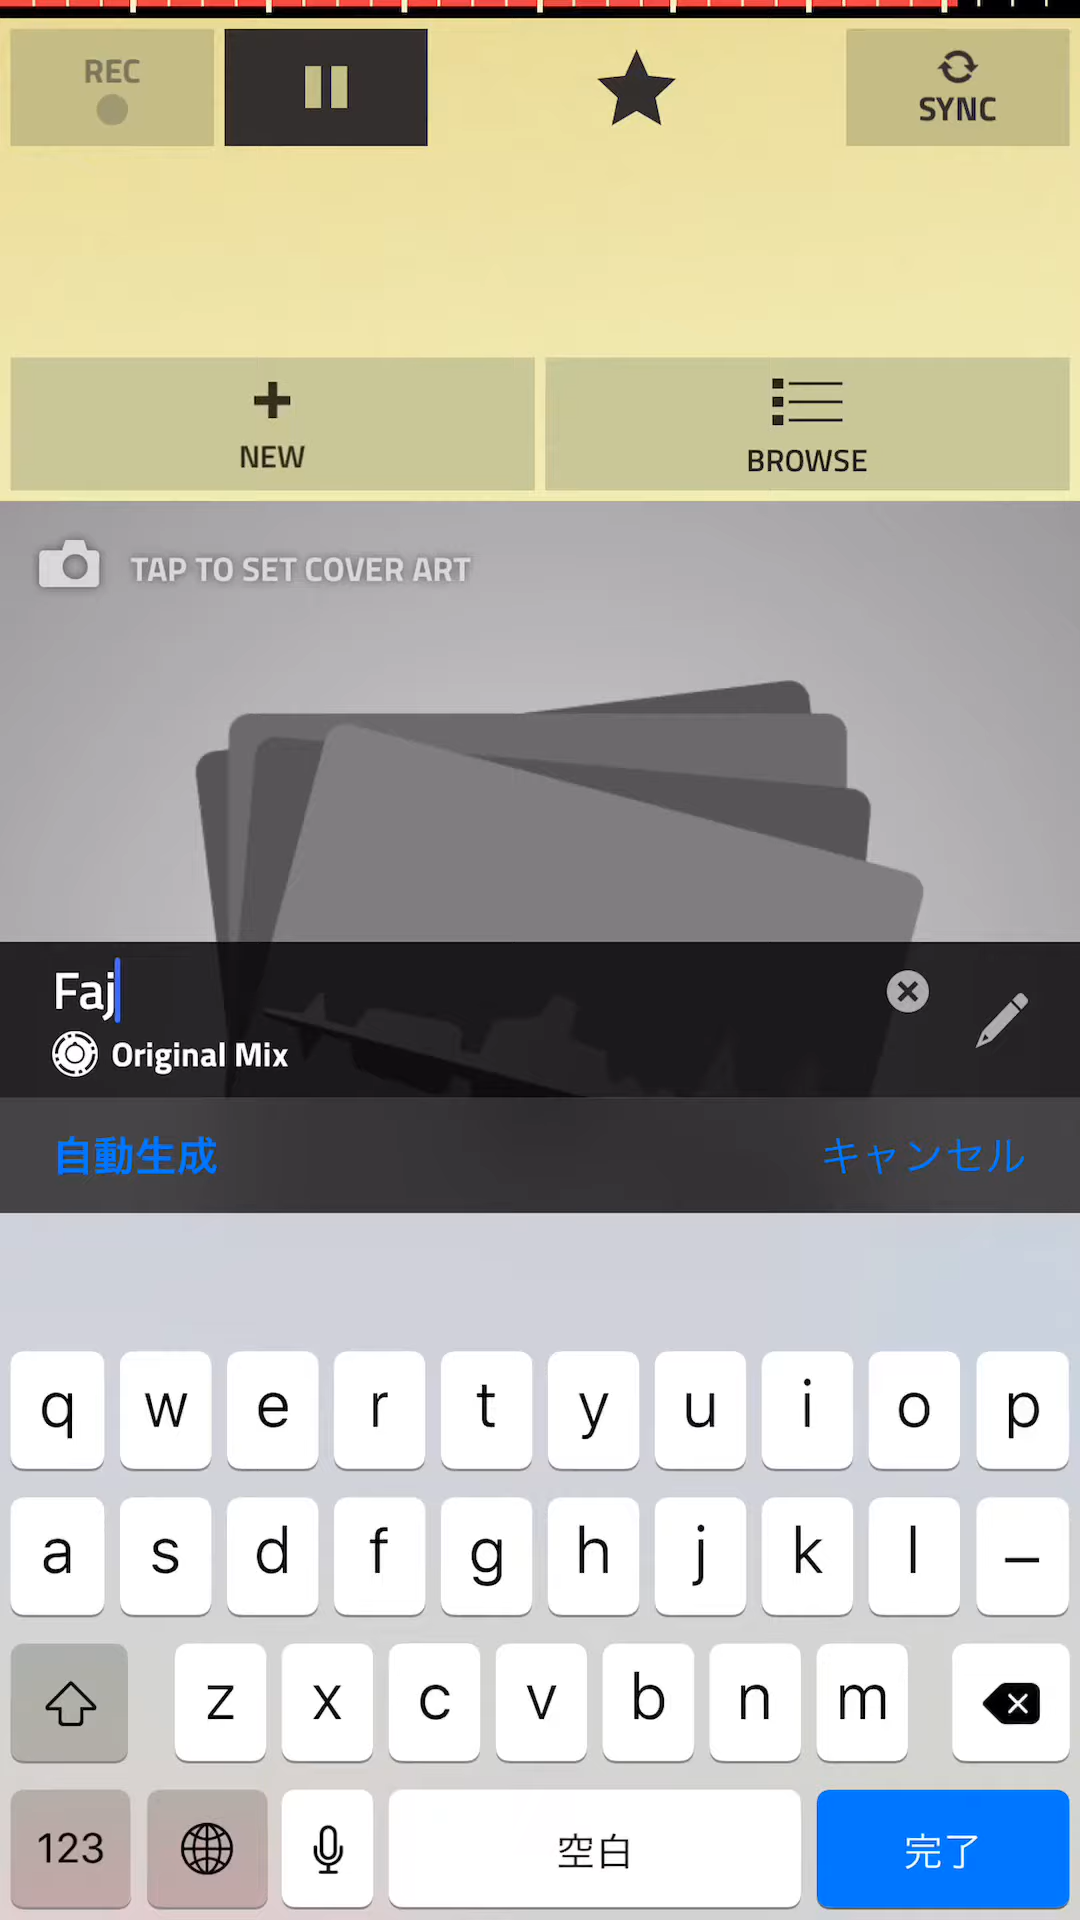 REC
SYNC
NEW
BROWSE
TAP TO SET COVER ART
Faj
Original Mix
自動生成
キャンセル
q w e r t y u i o p
a s d f g h j k l ー
z x c v b n m
123
空白
完了